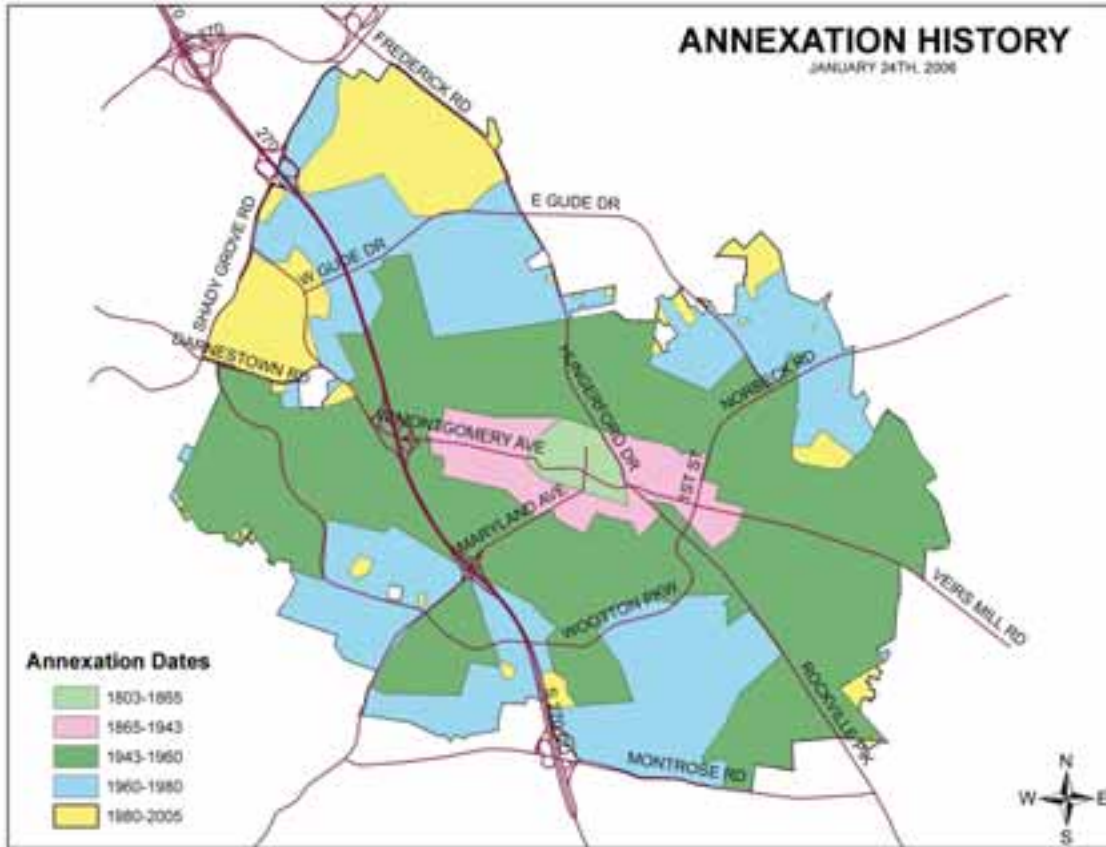 ANNEXATION HISTORY
JANUARY 24TH, 2006
270
FREDERICK RD
270
SHADY GROVE RD
E GUDE DR
W GUDE DR
DARNESTOWN RD
HUNGERFORD DR
NORBECK RD
W MONTGOMERY AVE
1ST ST
MARYLAND AVE
WOOTTON PKW
VEIRS MILL RD
ROCKVILLE PIK
MONTROSE RD
Annexation Dates
1803-1865
1865-1943
1943-1960
1960-1980
1980-2005
N
W
E
S